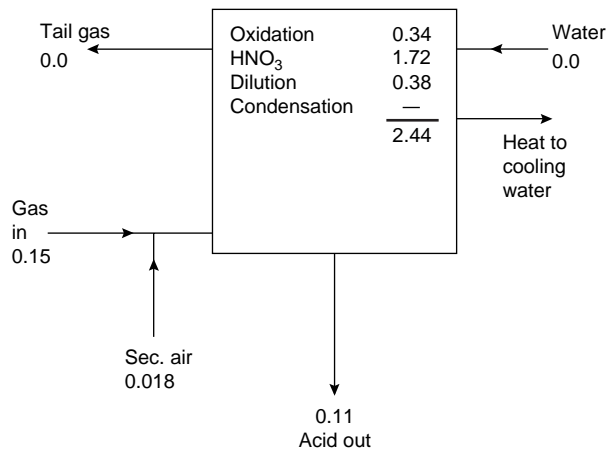 Tail gas
0.0
Oxidation 0.34
HNO₃ 1.72
Dilution 0.38
Condensation —
2.44
Water
0.0
Heat to
cooling
water
Gas
in
0.15
Sec. air
0.018
0.11
Acid out